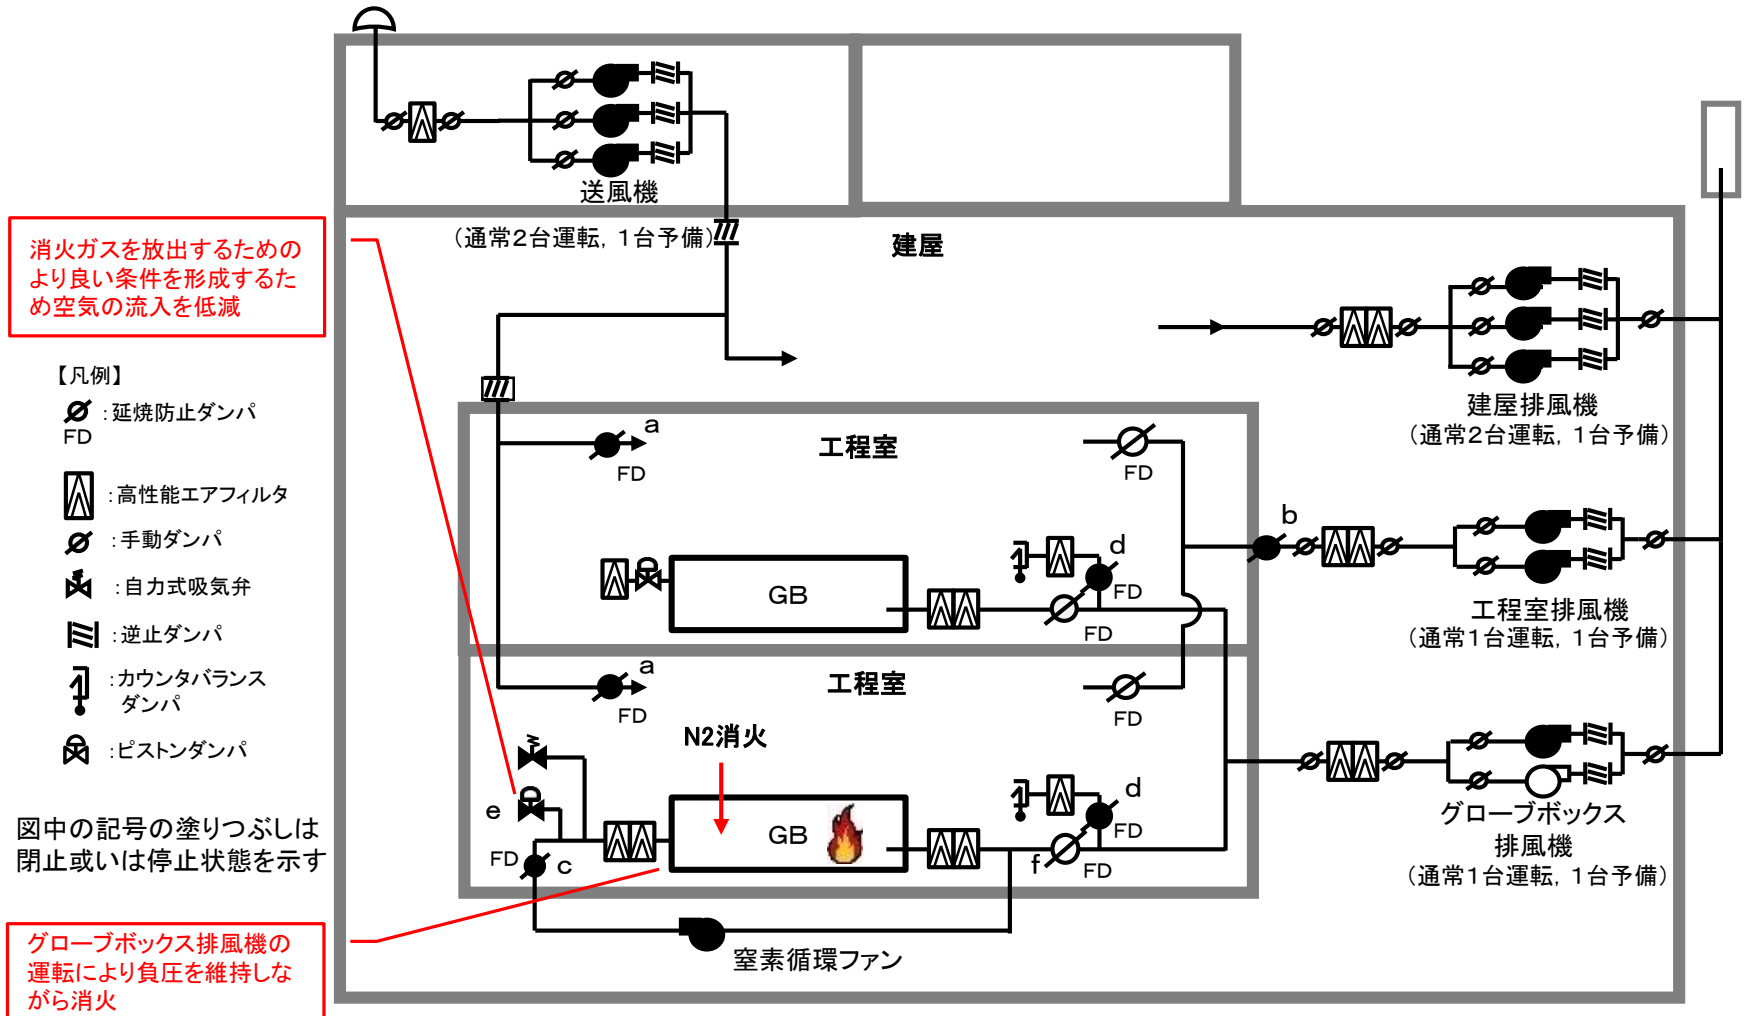 送風機
(通常2台運転, 1台予備)
建屋
消火ガスを放出するための
より良い条件を形成するた
め空気の流入を低減
【凡例】
:延焼防止ダンパ
FD
:高性能エアフィルタ
:手動ダンパ
:自力式吸気弁
:逆止ダンパ
:カウンタバランス
ダンパ
:ピストンダンパ
図中の記号の塗りつぶしは
閉止或いは停止状態を示す
グローブボックス排風機の
運転により負圧を維持しな
がら消火
建屋排風機
(通常2台運転, 1台予備)
a
FD
工程室
FD
b
d
FD
GB
FD
工程室排風機
(通常1台運転, 1台予備)
a
FD
工程室
FD
N2消火
e
d
FD
GB
FD
c
f
FD
グローブボックス
排風機
(通常1台運転, 1台予備)
窒素循環ファン